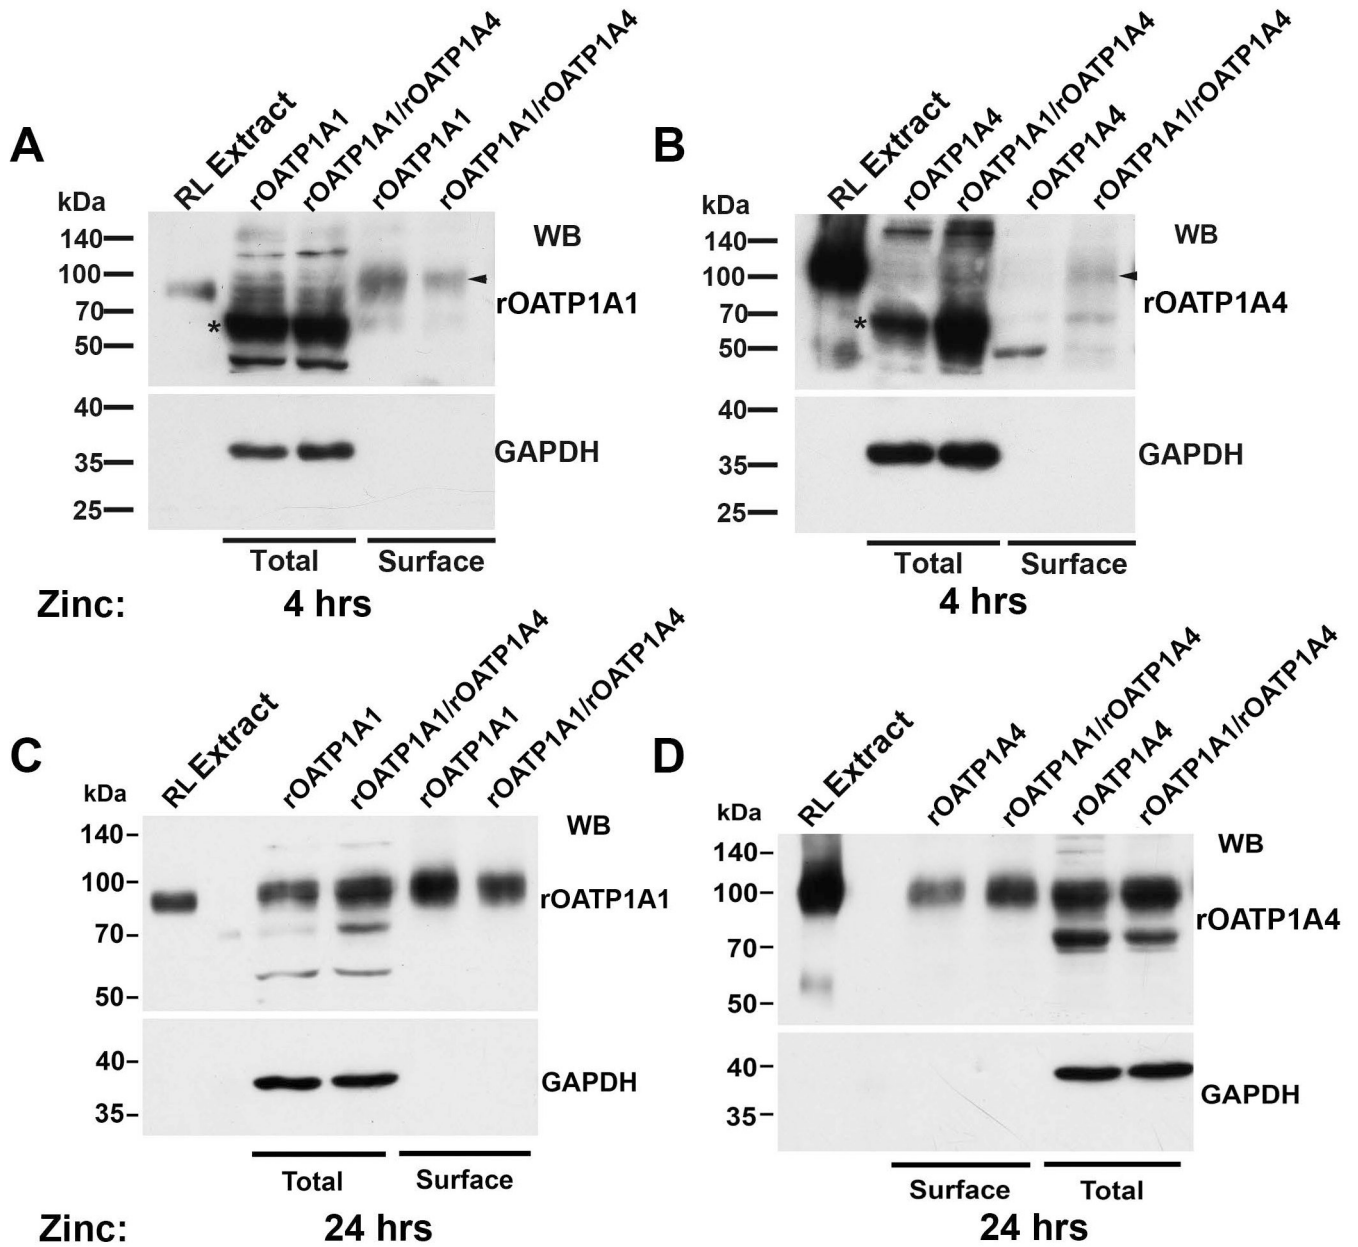 A
RL Extract
rOATP1A1
rOATP1A1/rOATP1A4
rOATP1A1
rOATP1A1/rOATP1A4
kDa
140
100
70
50
*
WB
rOATP1A1
40
35
25
GAPDH
Total
Surface
Zinc:
4 hrs
B
RL Extract
rOATP1A4
rOATP1A1/rOATP1A4
rOATP1A4
rOATP1A1/rOATP1A4
kDa
140
100
70
50
*
WB
rOATP1A4
40
35
25
GAPDH
Total
Surface
4 hrs
C
RL Extract
rOATP1A1
rOATP1A1/rOATP1A4
rOATP1A1
rOATP1A1/rOATP1A4
kDa
140
100
70
50
WB
rOATP1A1
40
35
GAPDH
Total
Surface
Zinc:
24 hrs
D
RL Extract
rOATP1A4
rOATP1A1/rOATP1A4
rOATP1A4
rOATP1A1/rOATP1A4
kDa
140
100
70
50
WB
rOATP1A4
40
35
GAPDH
Surface
Total
24 hrs